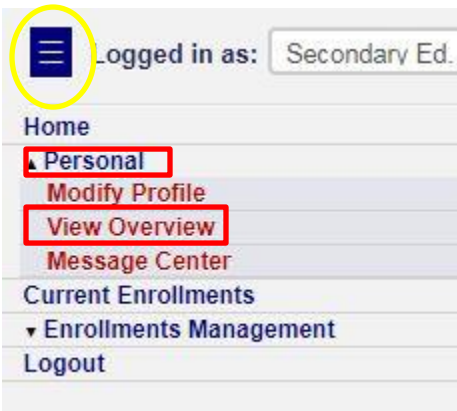 Logged in as: Secondary Ed.
Home
▴ Personal
Modify Profile
View Overview
Message Center
Current Enrollments
▾ Enrollments Management
Logout